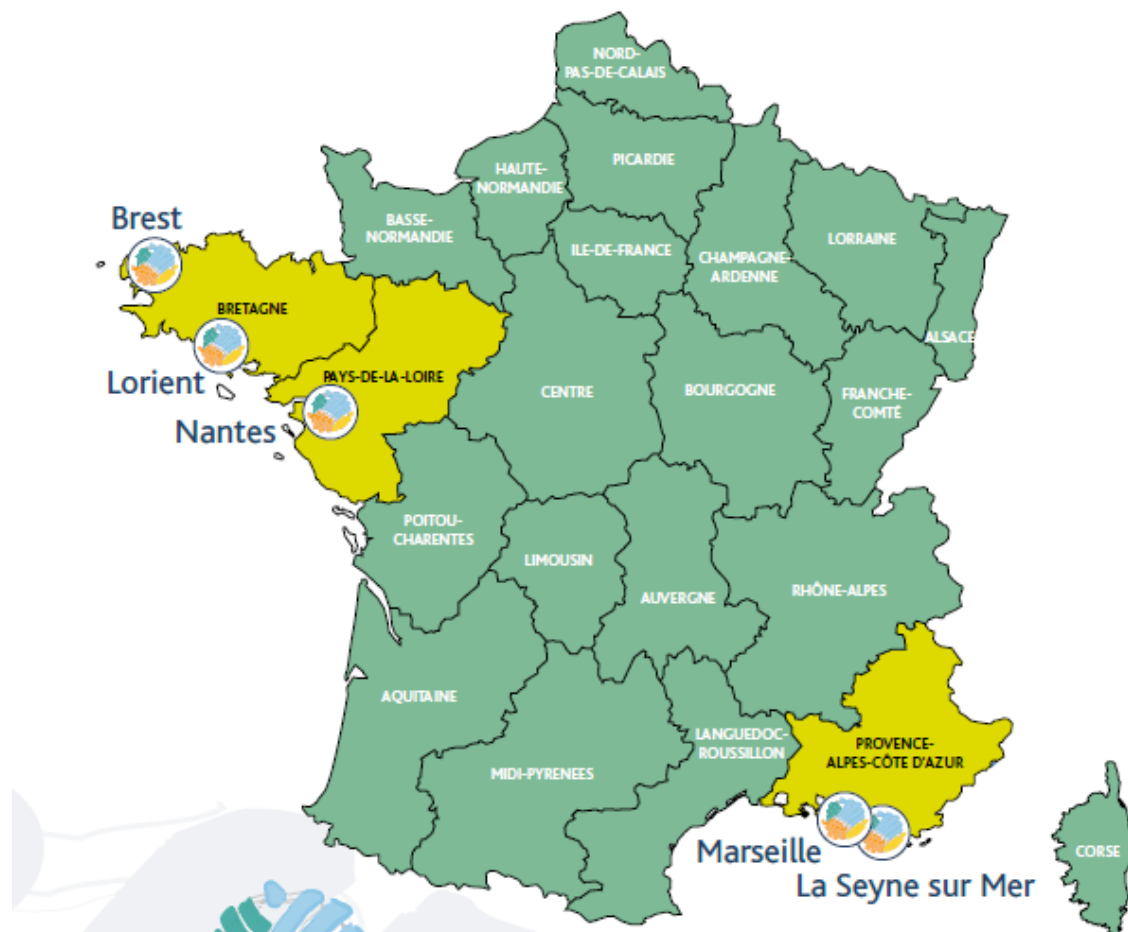 NORD-
PAS-DE-CALAIS
PICARDIE
HAUTE-
NORMANDIE
BASSE-
NORMANDIE
ILE-DE-FRANCE
CHAMPAGNE-
ARDENNE
LORRAINE
ALSACE
Brest
BRETAGNE
Lorient
PAYS-DE-LA-LOIRE
Nantes
CENTRE
BOURGOGNE
FRANCHE-
COMTÉ
POITOU-
CHARENTES
LIMOUSIN
AUVERGNE
RHÔNE-ALPES
AQUITAINE
MIDI-PYRENEES
LANGUEDOC-
ROUSSILLON
PROVENCE-
ALPES-CÔTE D'AZUR
Marseille
La Seyne sur Mer
CORSE